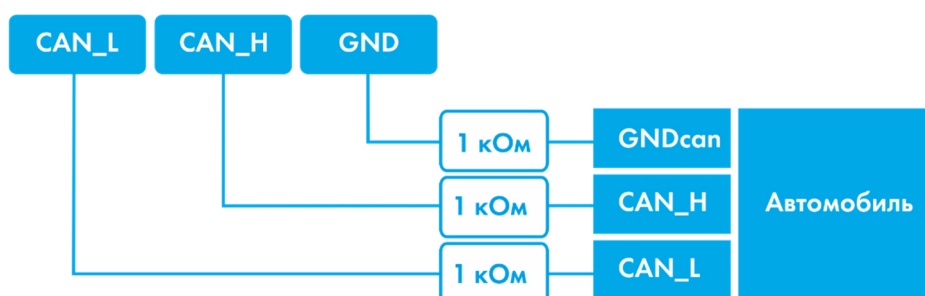 CAN_L CAN_H GND
1 кОм GNDcan
1 кОм CAN_H Автомобиль
1 кОм CAN_L